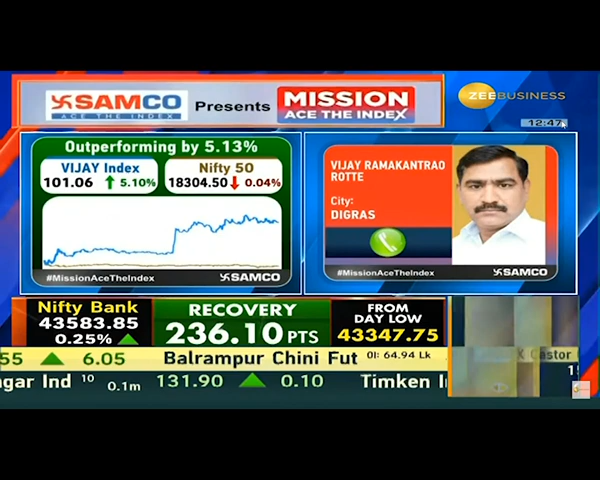 SAMCO
ACE THE INDEX
Presents
MISSION
ACE THE INDEX
ZEE BUSINESS
12:47
Outperforming by 5.13%
VIJAY Index
101.06 ↑ 5.10%
Nifty 50
18304.50 ↓ 0.04%
#MissionAceTheIndex
SAMCO
VIJAY RAMAKANTRAO
ROTTE
City:
DIGRAS
#MissionAceTheIndex
SAMCO
Nifty Bank
43583.85
0.25%
RECOVERY
236.10 PTS
FROM
DAY LOW
43347.75
55 ▲ 6.05 Balrampur Chini Fut OI: 64.94 Lk Castor
gar Ind 10 0.1m 131.90 ▲ 0.10 Timken I